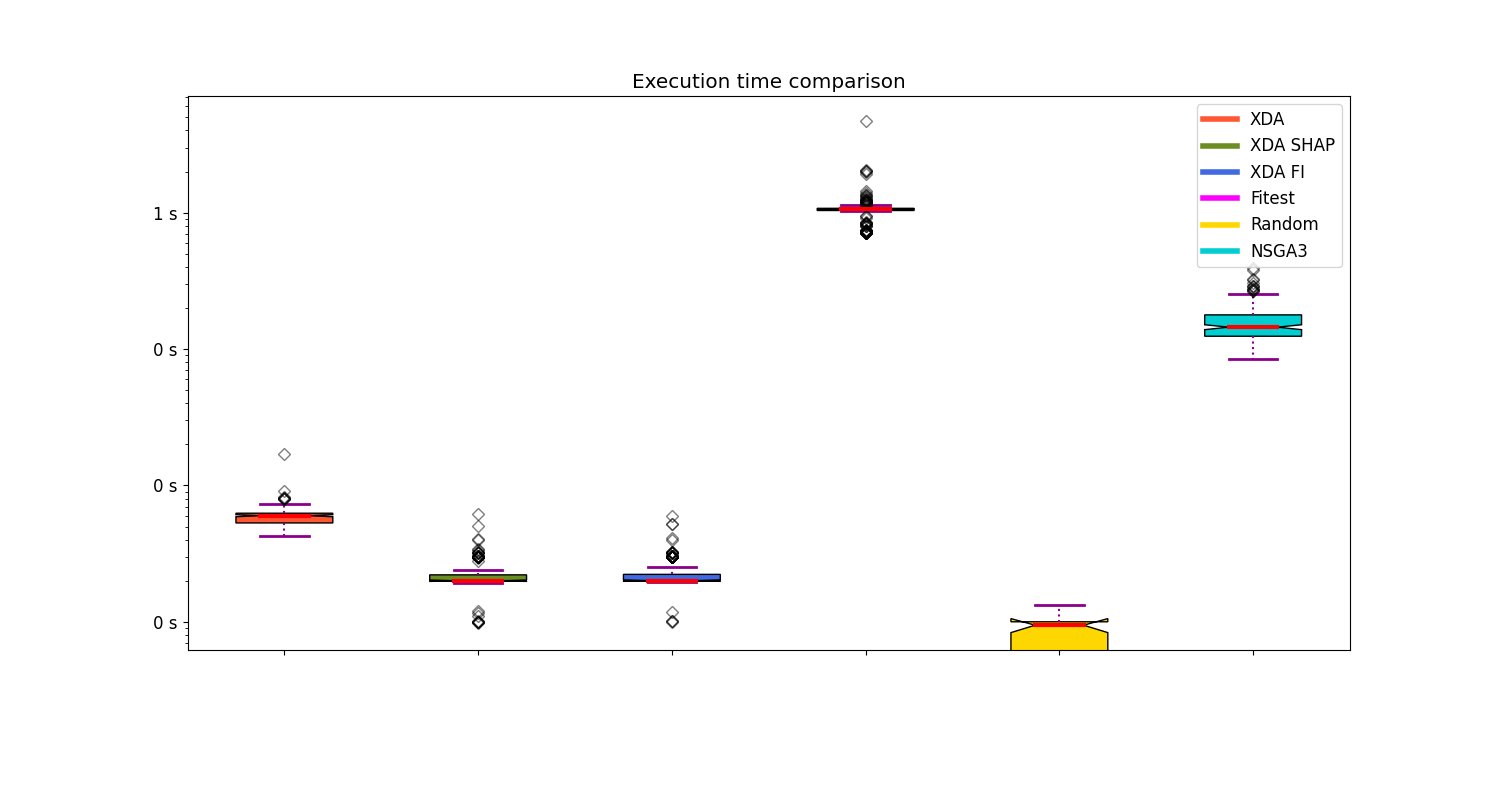 Execution time comparison
1 s
0 s
0 s
0 s
XDA
XDA SHAP
XDA FI
Fitest
Random
NSGA3